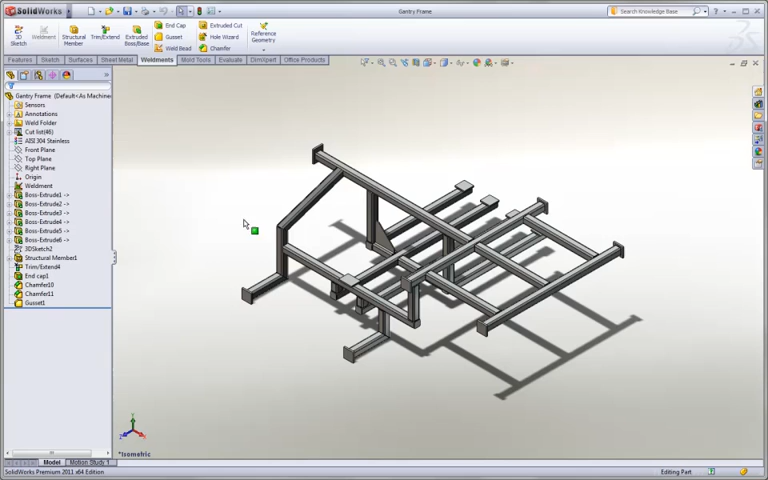 SolidWorks
Gantry Frame
Search Knowledge Base
3D Sketch
Weldment
Structural Member
Trim/Extend
Extruded Boss/Base
End Cap
Gusset
Weld Bead
Extruded Cut
Hole Wizard
Chamfer
Reference Geometry
Features
Sketch
Surfaces
Sheet Metal
Weldments
Mold Tools
Evaluate
DimXpert
Office Products
Gantry Frame (Default<As Machine
Sensors
Annotations
Weld Folder
Cut list(46)
AISI 304 Stainless
Front Plane
Top Plane
Right Plane
Origin
Weldment
Boss-Extrude1 ->
Boss-Extrude2 ->
Boss-Extrude3 ->
Boss-Extrude4 ->
Boss-Extrude5 ->
Boss-Extrude6 ->
3DSketch2
Structural Member1
Trim/Extend4
End cap1
Chamfer10
Chamfer11
Gusset1
*Isometric
Model
Motion Study 1
SolidWorks Premium 2011 x64 Edition
Editing Part